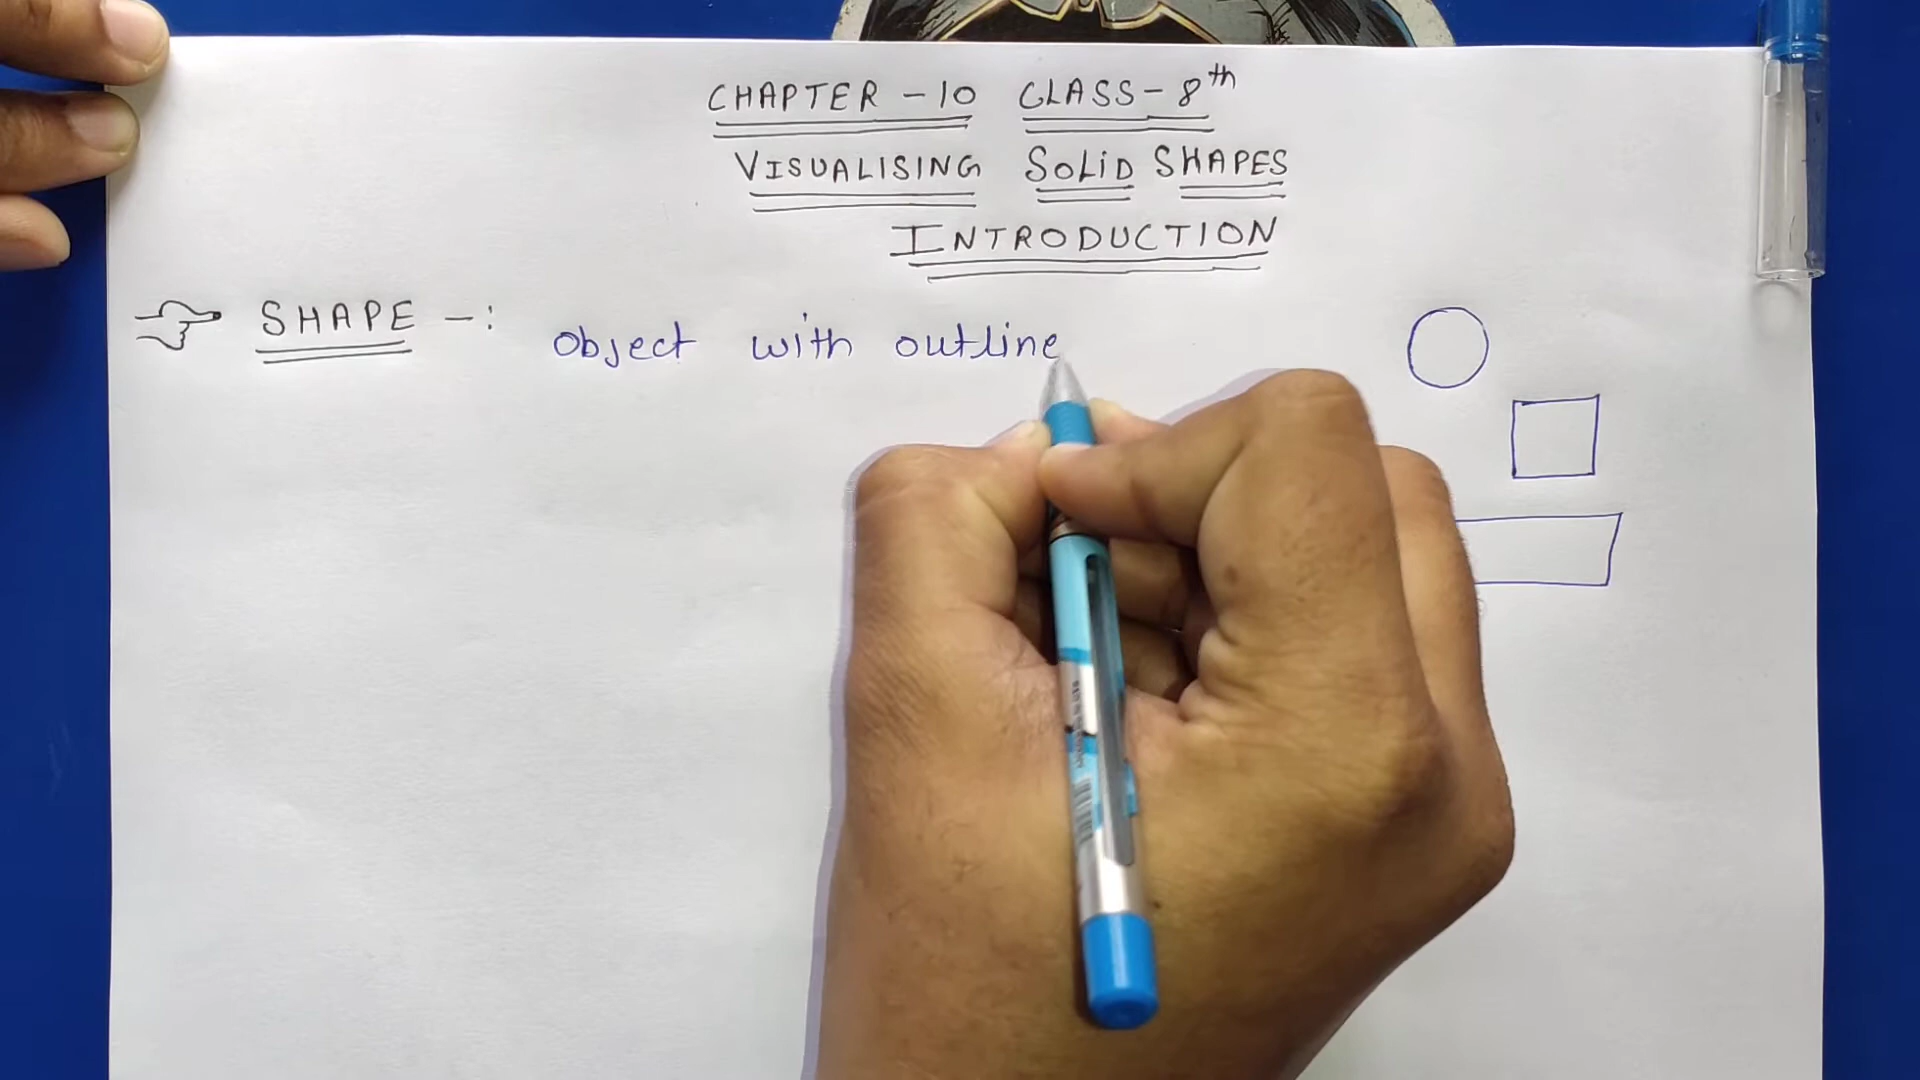 CHAPTER - 10 CLASS - 8th
VISUALISING SOLID SHAPES
INTRODUCTION
SHAPE -: Object with outline